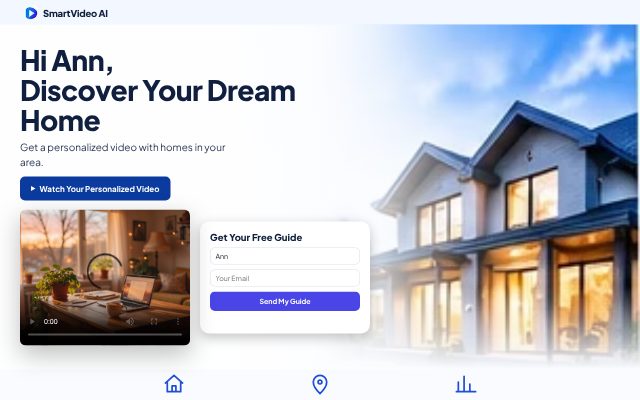 SmartVideo AI
Hi Ann,
Discover Your Dream
Home
Get a personalized video with homes in your
area.
Watch Your Personalized Video
0:00
Get Your Free Guide
Ann
Your Email
Send My Guide